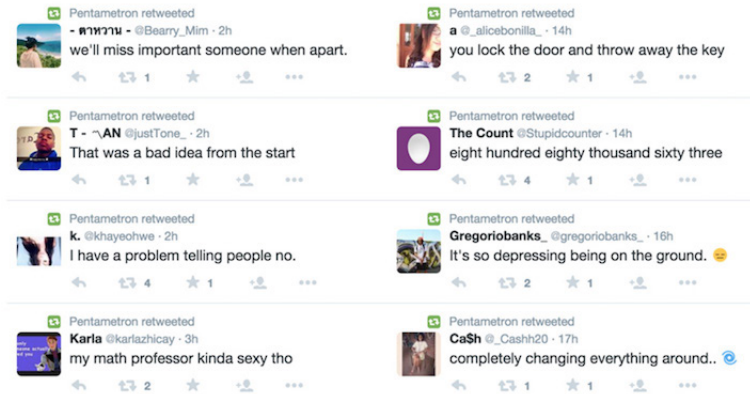 Pentametron retweeted
- ตาหวาน - @Bearry_Mim · 2h
we'll miss important someone when apart.
1
Pentametron retweeted
T - ㄟAN @justTone_ · 2h
That was a bad idea from the start
1
Pentametron retweeted
k. @khayeohwe · 2h
I have a problem telling people no.
4 1
Pentametron retweeted
Karla @karlazhicay · 3h
my math professor kinda sexy tho
2
Pentametron retweeted
a @_alicebonilla_ · 14h
you lock the door and throw away the key
2 1
Pentametron retweeted
The Count @Stupidcounter · 14h
eight hundred eighty thousand sixty three
4 1
Pentametron retweeted
Gregoriobanks_ @gregoriobanks_ · 16h
It's so depressing being on the ground. 😑
2 1
Pentametron retweeted
Ca$h @_Cashh20 · 17h
completely changing everything around.. 🌀
1 1